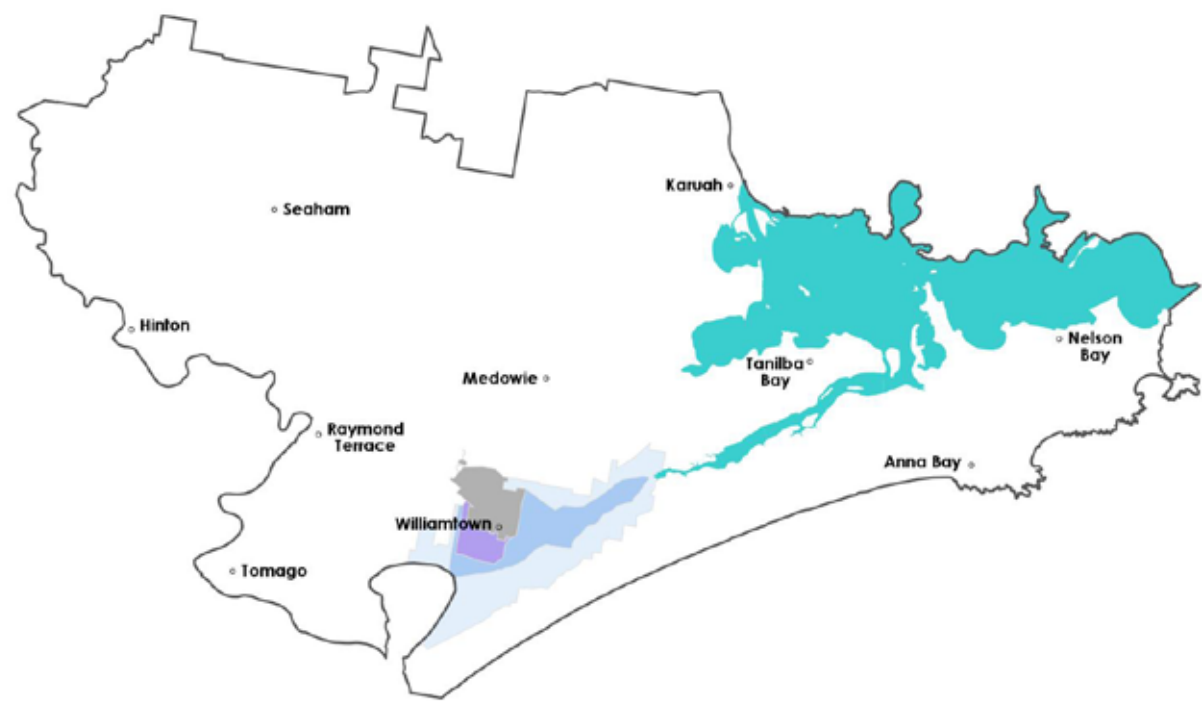 Karuah
Seaham
Hinton
Nelson
Bay
Tanilba
Bay
Medowie
Raymond
Terrace
Anna Bay
Williamtown
Tomago